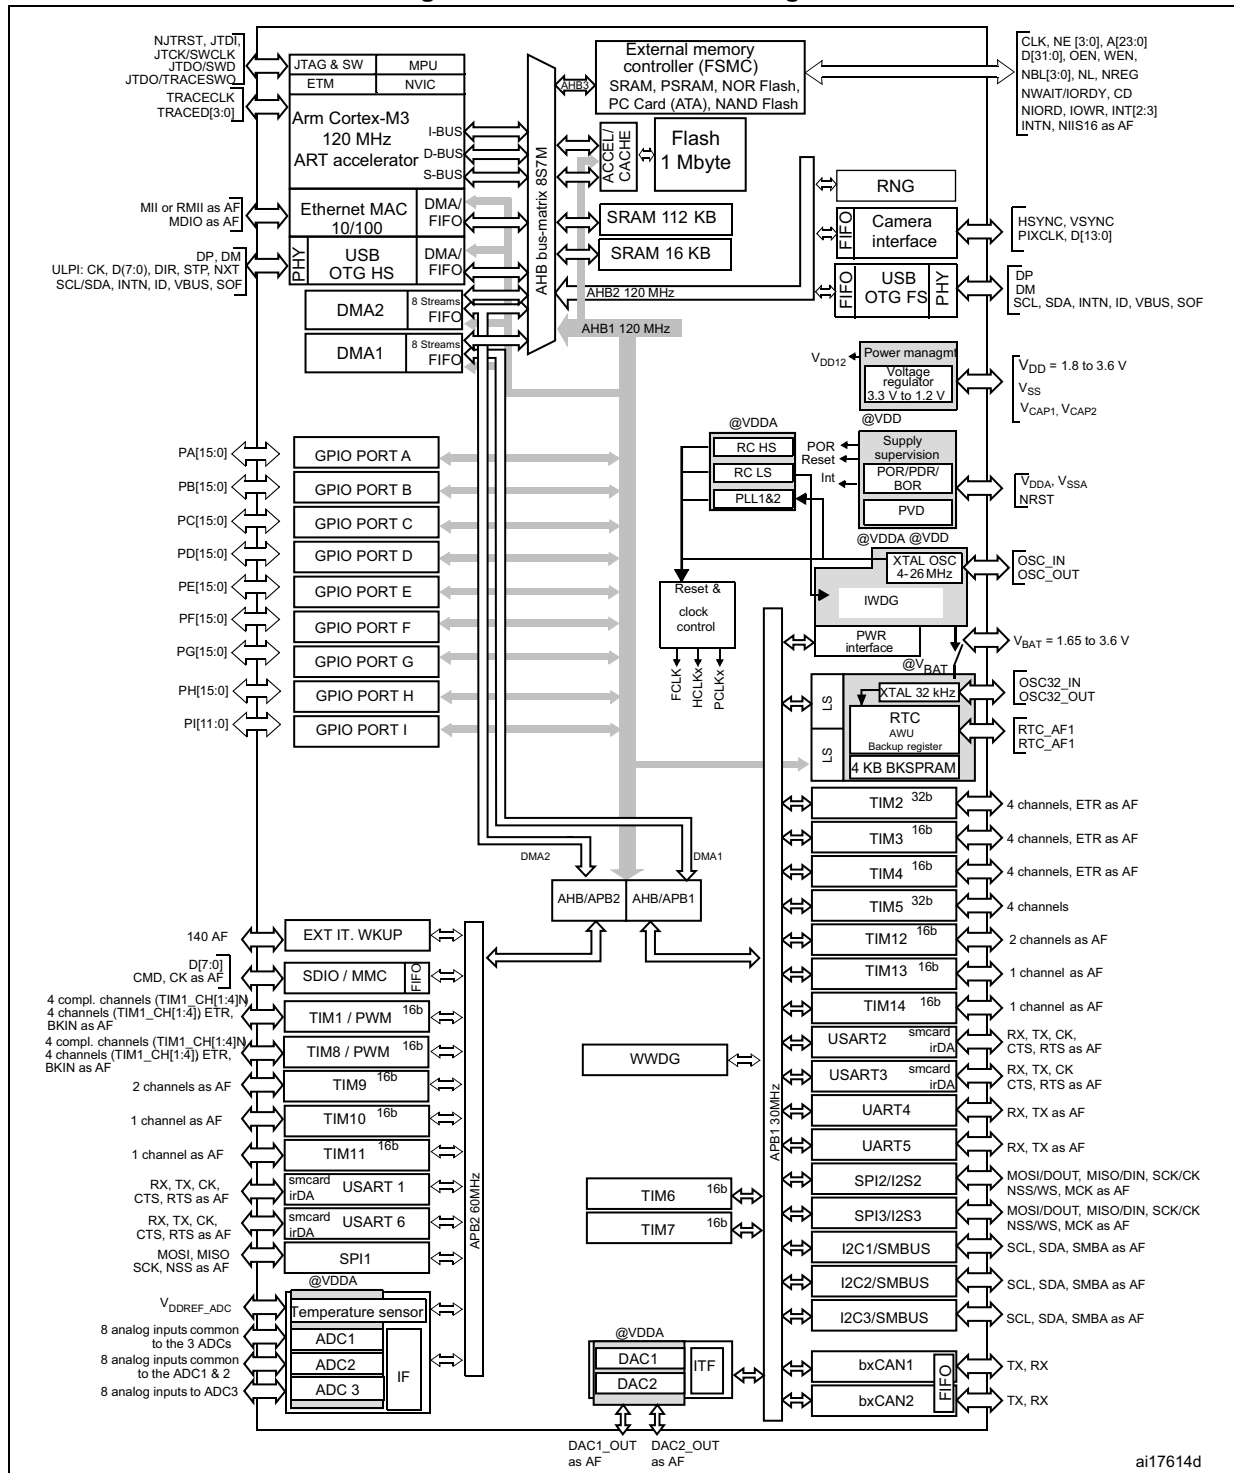 NJTRST, JTDI,
JTCK/SWCLK
JTDO/SWD
JTDO/TRACESWO
TRACECLK
TRACED[3:0]
JTAG & SW
MPU
ETM
NVIC
Arm Cortex-M3
120 MHz
ART accelerator
I-BUS
D-BUS
S-BUS
MII or RMII as AF
MDIO as AF
Ethernet MAC
10/100
DMA/
FIFO
DP, DM
ULPI: CK, D(7:0), DIR, STP, NXT
SCL/SDA, INTN, ID, VBUS, SOF
PHY
USB
OTG HS
DMA/
FIFO
DMA2
8 Streams
FIFO
DMA1
8 Streams
FIFO
AHB bus-matrix 8S7M
AHB3
External memory
controller (FSMC)
SRAM, PSRAM, NOR Flash,
PC Card (ATA), NAND Flash
CLK, NE [3:0], A[23:0]
D[31:0], OEN, WEN,
NBL[3:0], NL, NREG
NWAIT/IORDY, CD
NIORD, IOWR, INT[2:3]
INTN, NIIS16 as AF
ACCEL/
CACHE
Flash
1 Mbyte
SRAM 112 KB
SRAM 16 KB
AHB2 120 MHz
AHB1 120 MHz
RNG
FIFO
Camera
interface
HSYNC, VSYNC
PIXCLK, D[13:0]
FIFO
USB
OTG FS
PHY
DP
DM
SCL, SDA, INTN, ID, VBUS, SOF
VDD12
Power managmt
Voltage
regulator
3.3 V to 1.2 V
VDD = 1.8 to 3.6 V
VSS
VCAP1, VCAP2
@VDD
@VDDA
RC HS
RC LS
PLL1&2
POR
Reset
Int
Supply
supervision
POR/PDR/
BOR
PVD
VDDA, VSSA
NRST
@VDDA @VDD
XTAL OSC
4-26 MHz
OSC_IN
OSC_OUT
IWDG
PWR
interface
VBAT = 1.65 to 3.6 V
@VBAT
Reset &
clock
control
FCLK
HCLKx
PCLKx
LS
LS
XTAL 32 kHz
OSC32_IN
OSC32_OUT
RTC
AWU
Backup register
RTC_AF1
RTC_AF1
4 KB BKSPRAM
PA[15:0]
GPIO PORT A
PB[15:0]
GPIO PORT B
PC[15:0]
GPIO PORT C
PD[15:0]
GPIO PORT D
PE[15:0]
GPIO PORT E
PF[15:0]
GPIO PORT F
PG[15:0]
GPIO PORT G
PH[15:0]
GPIO PORT H
PI[11:0]
GPIO PORT I
DMA2
DMA1
AHB/APB2
AHB/APB1
TIM2 32b
4 channels, ETR as AF
TIM3 16b
4 channels, ETR as AF
TIM4 16b
4 channels, ETR as AF
TIM5 32b
4 channels
TIM12 16b
2 channels as AF
TIM13 16b
1 channel as AF
TIM14 16b
1 channel as AF
USART2 smcard
irDA
RX, TX, CK,
CTS, RTS as AF
USART3 smcard
irDA
RX, TX, CK
CTS, RTS as AF
UART4
RX, TX as AF
UART5
RX, TX as AF
SPI2/I2S2
MOSI/DOUT, MISO/DIN, SCK/CK
NSS/WS, MCK as AF
SPI3/I2S3
MOSI/DOUT, MISO/DIN, SCK/CK
NSS/WS, MCK as AF
I2C1/SMBUS
SCL, SDA, SMBA as AF
I2C2/SMBUS
SCL, SDA, SMBA as AF
I2C3/SMBUS
SCL, SDA, SMBA as AF
bxCAN1
TX, RX
bxCAN2
TX, RX
FIFO
APB1 30MHz
WWDG
TIM6 16b
TIM7 16b
@VDDA
DAC1
DAC2
ITF
DAC1_OUT
as AF
DAC2_OUT
as AF
140 AF
EXT IT. WKUP
D[7:0]
CMD, CK as AF
SDIO / MMC
FIFO
4 compl. channels (TIM1_CH[1:4]N
4 channels (TIM1_CH[1:4]) ETR,
BKIN as AF
TIM1 / PWM 16b
4 compl. channels (TIM1_CH[1:4]N
4 channels (TIM1_CH[1:4]) ETR,
BKIN as AF
TIM8 / PWM 16b
2 channels as AF
TIM9 16b
1 channel as AF
TIM10 16b
1 channel as AF
TIM11 16b
RX, TX, CK,
CTS, RTS as AF
smcard
irDA
USART 1
RX, TX, CK,
CTS, RTS as AF
smcard
irDA
USART 6
MOSI, MISO
SCK, NSS as AF
SPI1
APB2 60MHz
@VDDA
VDDREF_ADC
Temperature sensor
8 analog inputs common
to the 3 ADCs
ADC1
8 analog inputs common
to the ADC1 & 2
ADC2
8 analog inputs to ADC3
ADC 3
IF
ai17614d